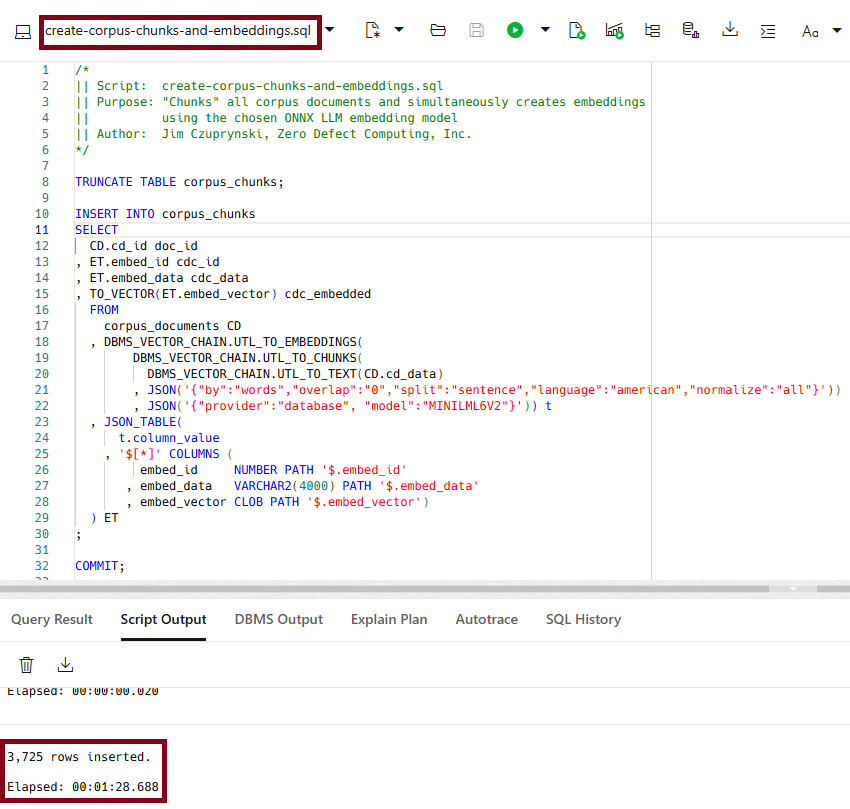 create-corpus-chunks-and-embeddings.sql
Aa
1 /*
2 || Script:  create-corpus-chunks-and-embeddings.sql
3 || Purpose: "Chunks" all corpus documents and simultaneously creates embeddings
4 ||          using the chosen ONNX LLM embedding model
5 || Author:  Jim Czuprynski, Zero Defect Computing, Inc.
6 */
7
8 TRUNCATE TABLE corpus_chunks;
9
10 INSERT INTO corpus_chunks
11 SELECT
12   CD.cd_id doc_id
13 , ET.embed_id cdc_id
14 , ET.embed_data cdc_data
15 , TO_VECTOR(ET.embed_vector) cdc_embedded
16   FROM
17     corpus_documents CD
18   , DBMS_VECTOR_CHAIN.UTL_TO_EMBEDDINGS(
19         DBMS_VECTOR_CHAIN.UTL_TO_CHUNKS(
20           DBMS_VECTOR_CHAIN.UTL_TO_TEXT(CD.cd_data)
21         , JSON('{"by":"words","overlap":"0","split":"sentence","language":"american","normalize":"all"}'))
22         , JSON('{"provider":"database", "model":"MINILML6V2"}')) t
23   , JSON_TABLE(
24       t.column_value
25     , '$[*]' COLUMNS (
26          embed_id     NUMBER PATH '$.embed_id'
27        , embed_data   VARCHAR2(4000) PATH '$.embed_data'
28        , embed_vector CLOB PATH '$.embed_vector')
29   ) ET
30 ;
31
32 COMMIT;
33
Query Result Script Output DBMS Output Explain Plan Autotrace SQL History
Elapsed: 00:00:00.020
3,725 rows inserted.
Elapsed: 00:01:28.688